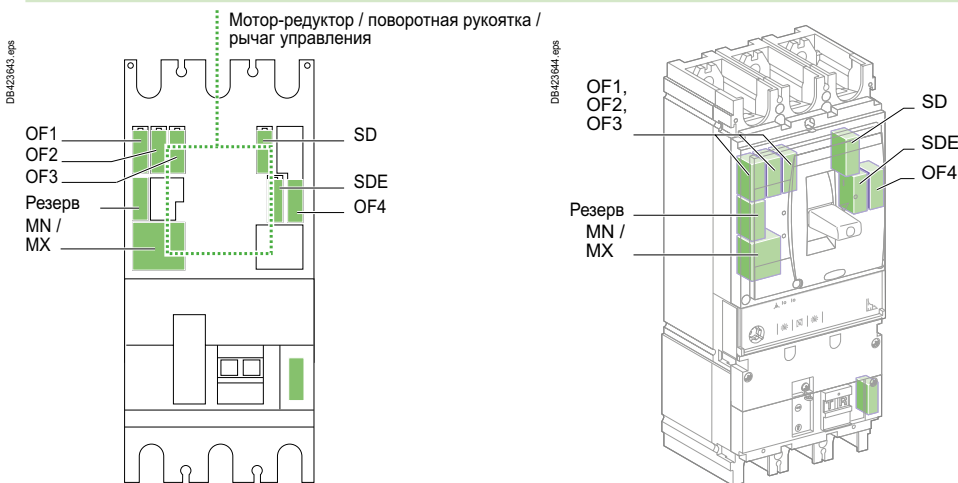 Мотор-редуктор / поворотная рукоятка /
рычаг управления
DB423643.eps
OF1
OF2
OF3
Резерв
MN /
MX
SD
SDE
OF4
DB423644.eps
OF1,
OF2,
OF3
Резерв
MN /
MX
SD
SDE
OF4